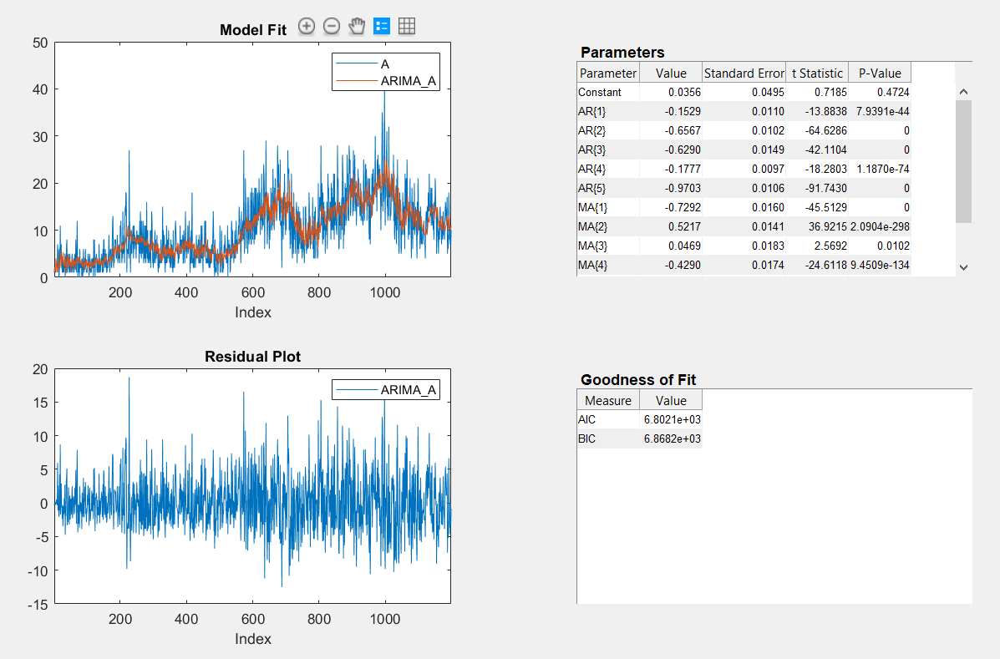 Model Fit
50
40
30
20
10
0
A
ARIMA_A
200 400 600 800 1000
Index
Parameters
Parameter Value Standard Error t Statistic P-Value
Constant 0.0356 0.0495 0.7185 0.4724
AR{1} -0.1529 0.0110 -13.8838 7.9391e-44
AR{2} -0.6567 0.0102 -64.6286 0
AR{3} -0.6290 0.0149 -42.1104 0
AR{4} -0.1777 0.0097 -18.2803 1.1870e-74
AR{5} -0.9703 0.0106 -91.7430 0
MA{1} -0.7292 0.0160 -45.5129 0
MA{2} 0.5217 0.0141 36.9215 2.0904e-298
MA{3} 0.0469 0.0183 2.5692 0.0102
MA{4} -0.4290 0.0174 -24.6118 9.4509e-134
Residual Plot
20
15
10
5
0
-5
-10
-15
ARIMA_A
200 400 600 800 1000
Index
Goodness of Fit
Measure Value
AIC 6.8021e+03
BIC 6.8682e+03